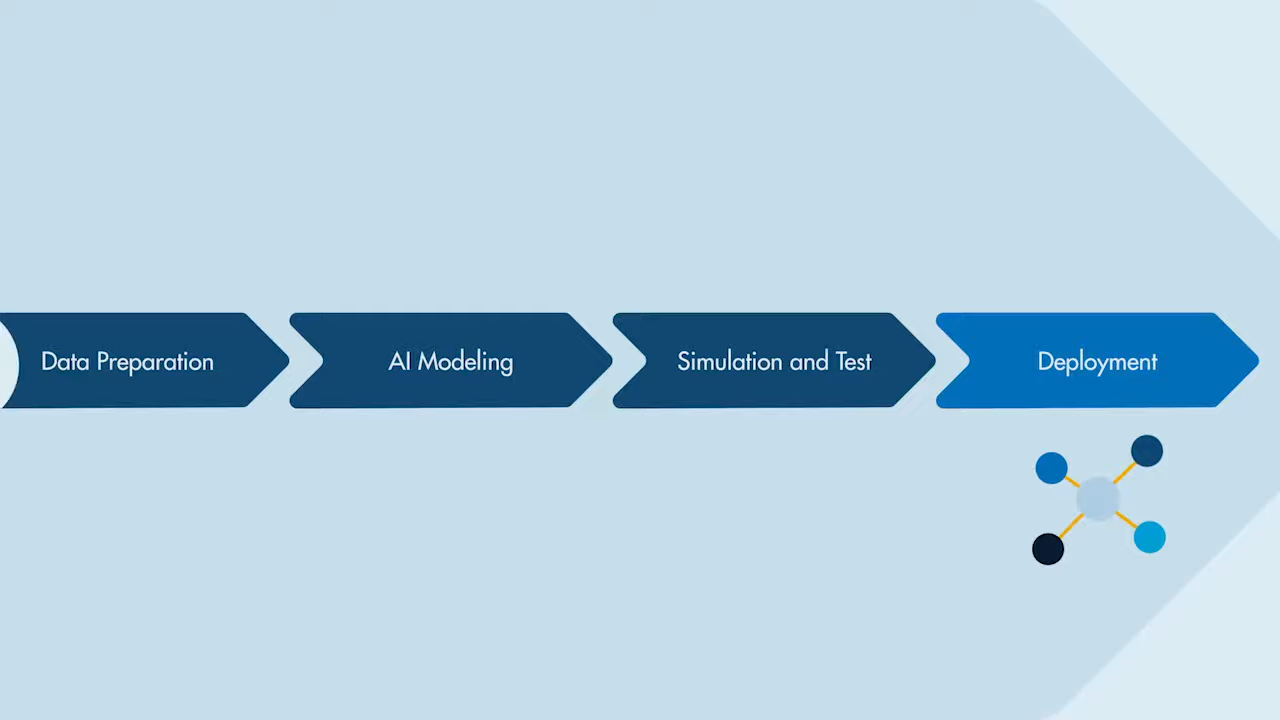 Data Preparation
AI Modeling
Simulation and Test
Deployment